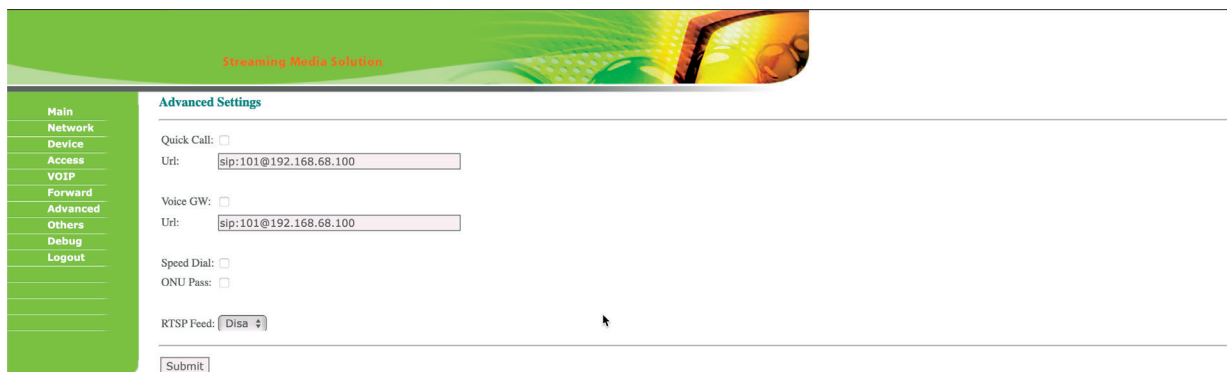 Streaming Media Solution
Main
Network
Device
Access
VOIP
Forward
Advanced
Others
Debug
Logout
Advanced Settings
Quick Call:
Url: sip:101@192.168.68.100
Voice GW:
Url: sip:101@192.168.68.100
Speed Dial:
ONU Pass:
RTSP Feed: Disa
Submit